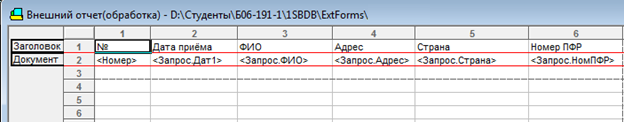 Внешний отчет(обработка) - D:\Студенты\Б06-191-1\1SBDB\ExtForms\
1 2 3 4 5 6
Заголовок 1 № Дата приёма ФИО Адрес Страна Номер ПФР
Документ 2 <Номер> <Запрос.Дат1> <Запрос.ФИО> <Запрос.Адрес> <Запрос.Страна> <Запрос.НомПФР>
3
4
5
6